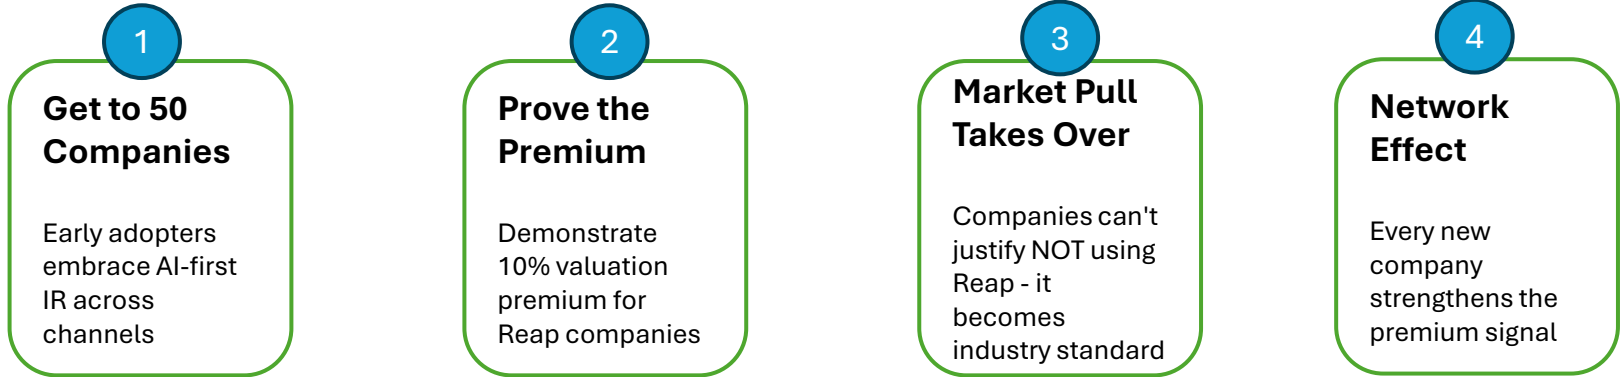 1
Get to 50
Companies
Early adopters
embrace AI-first
IR across
channels
2
Prove the
Premium
Demonstrate
10% valuation
premium for
Reap companies
3
Market Pull
Takes Over
Companies can't
justify NOT using
Reap - it
becomes
industry standard
4
Network
Effect
Every new
company
strengthens the
premium signal